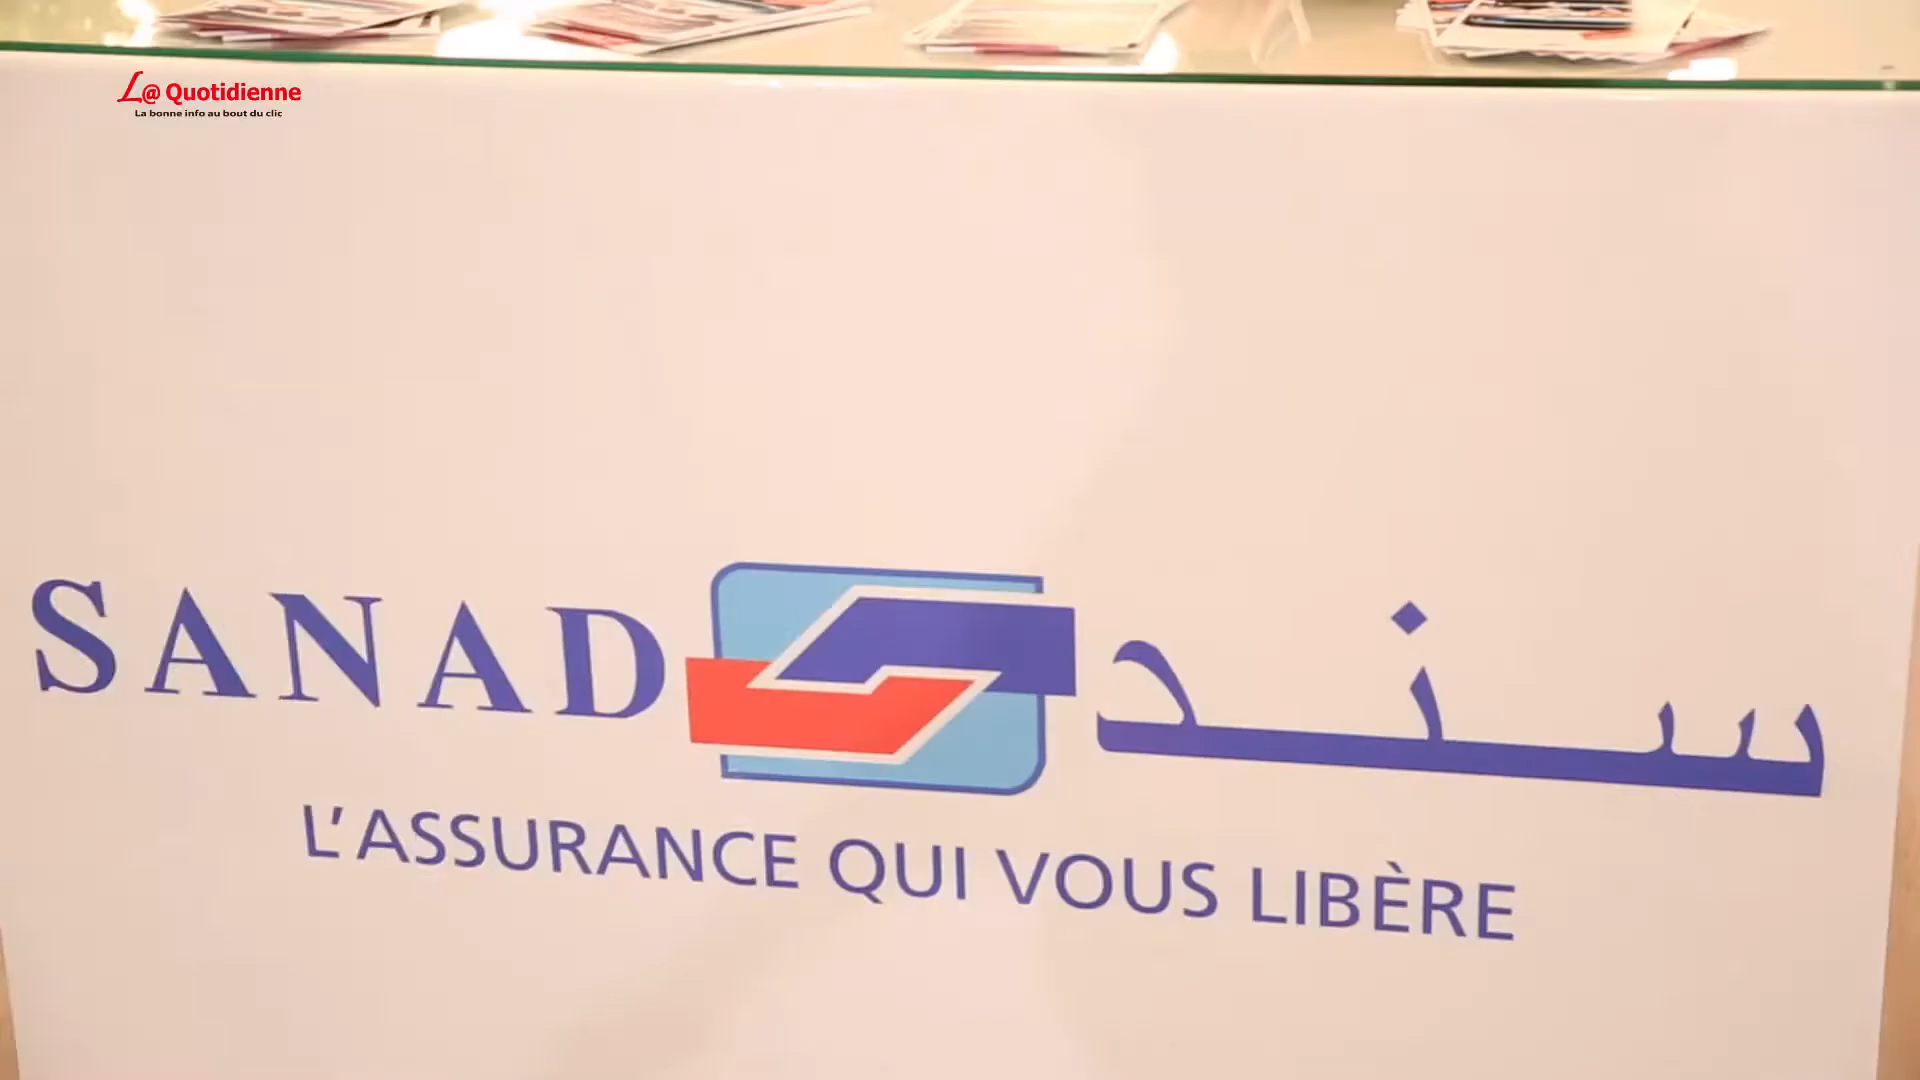 L@ Quotidienne
La bonne info au bout du clic
SANAD سند
L'ASSURANCE QUI VOUS LIBÈRE